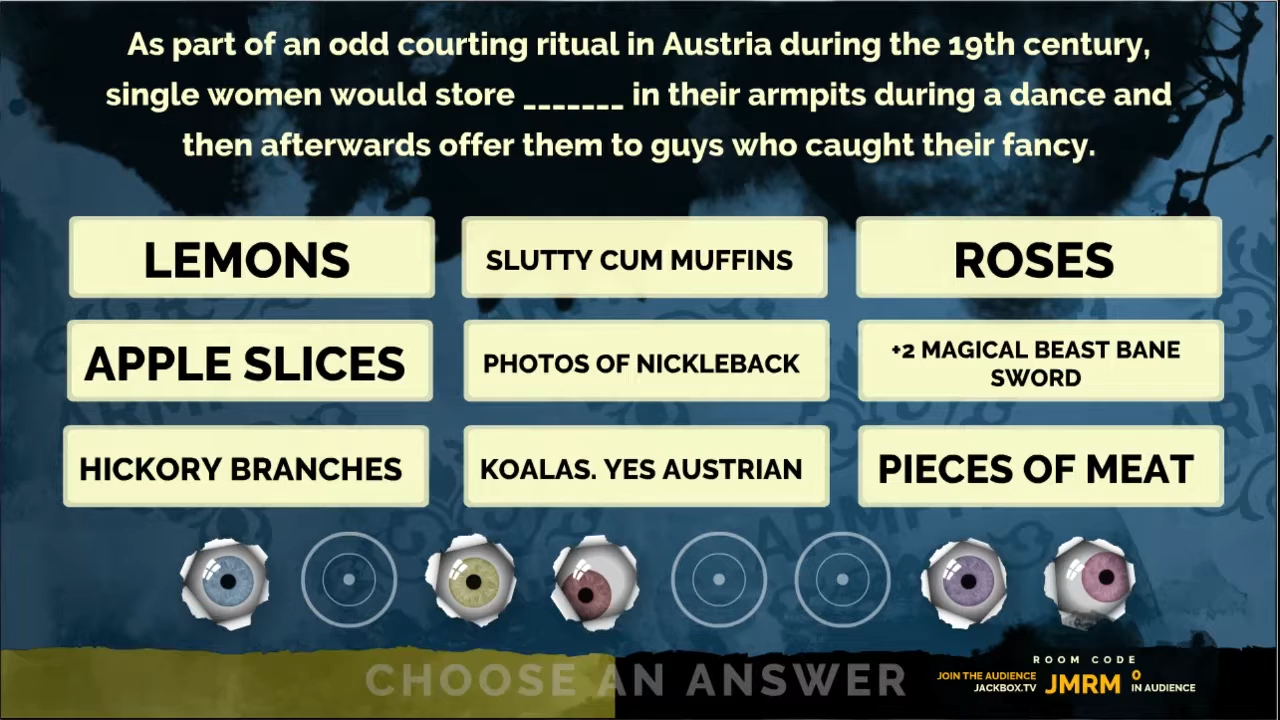 As part of an odd courting ritual in Austria during the 19th century,
single women would store _______ in their armpits during a dance and
then afterwards offer them to guys who caught their fancy.
LEMONS
SLUTTY CUM MUFFINS
ROSES
APPLE SLICES
PHOTOS OF NICKLEBACK
+2 MAGICAL BEAST BANE
SWORD
HICKORY BRANCHES
KOALAS. YES AUSTRIAN
PIECES OF MEAT
CHOOSE AN ANSWER
ROOM CODE
JOIN THE AUDIENCE
JACKBOX.TV
JMRM
0
IN AUDIENCE